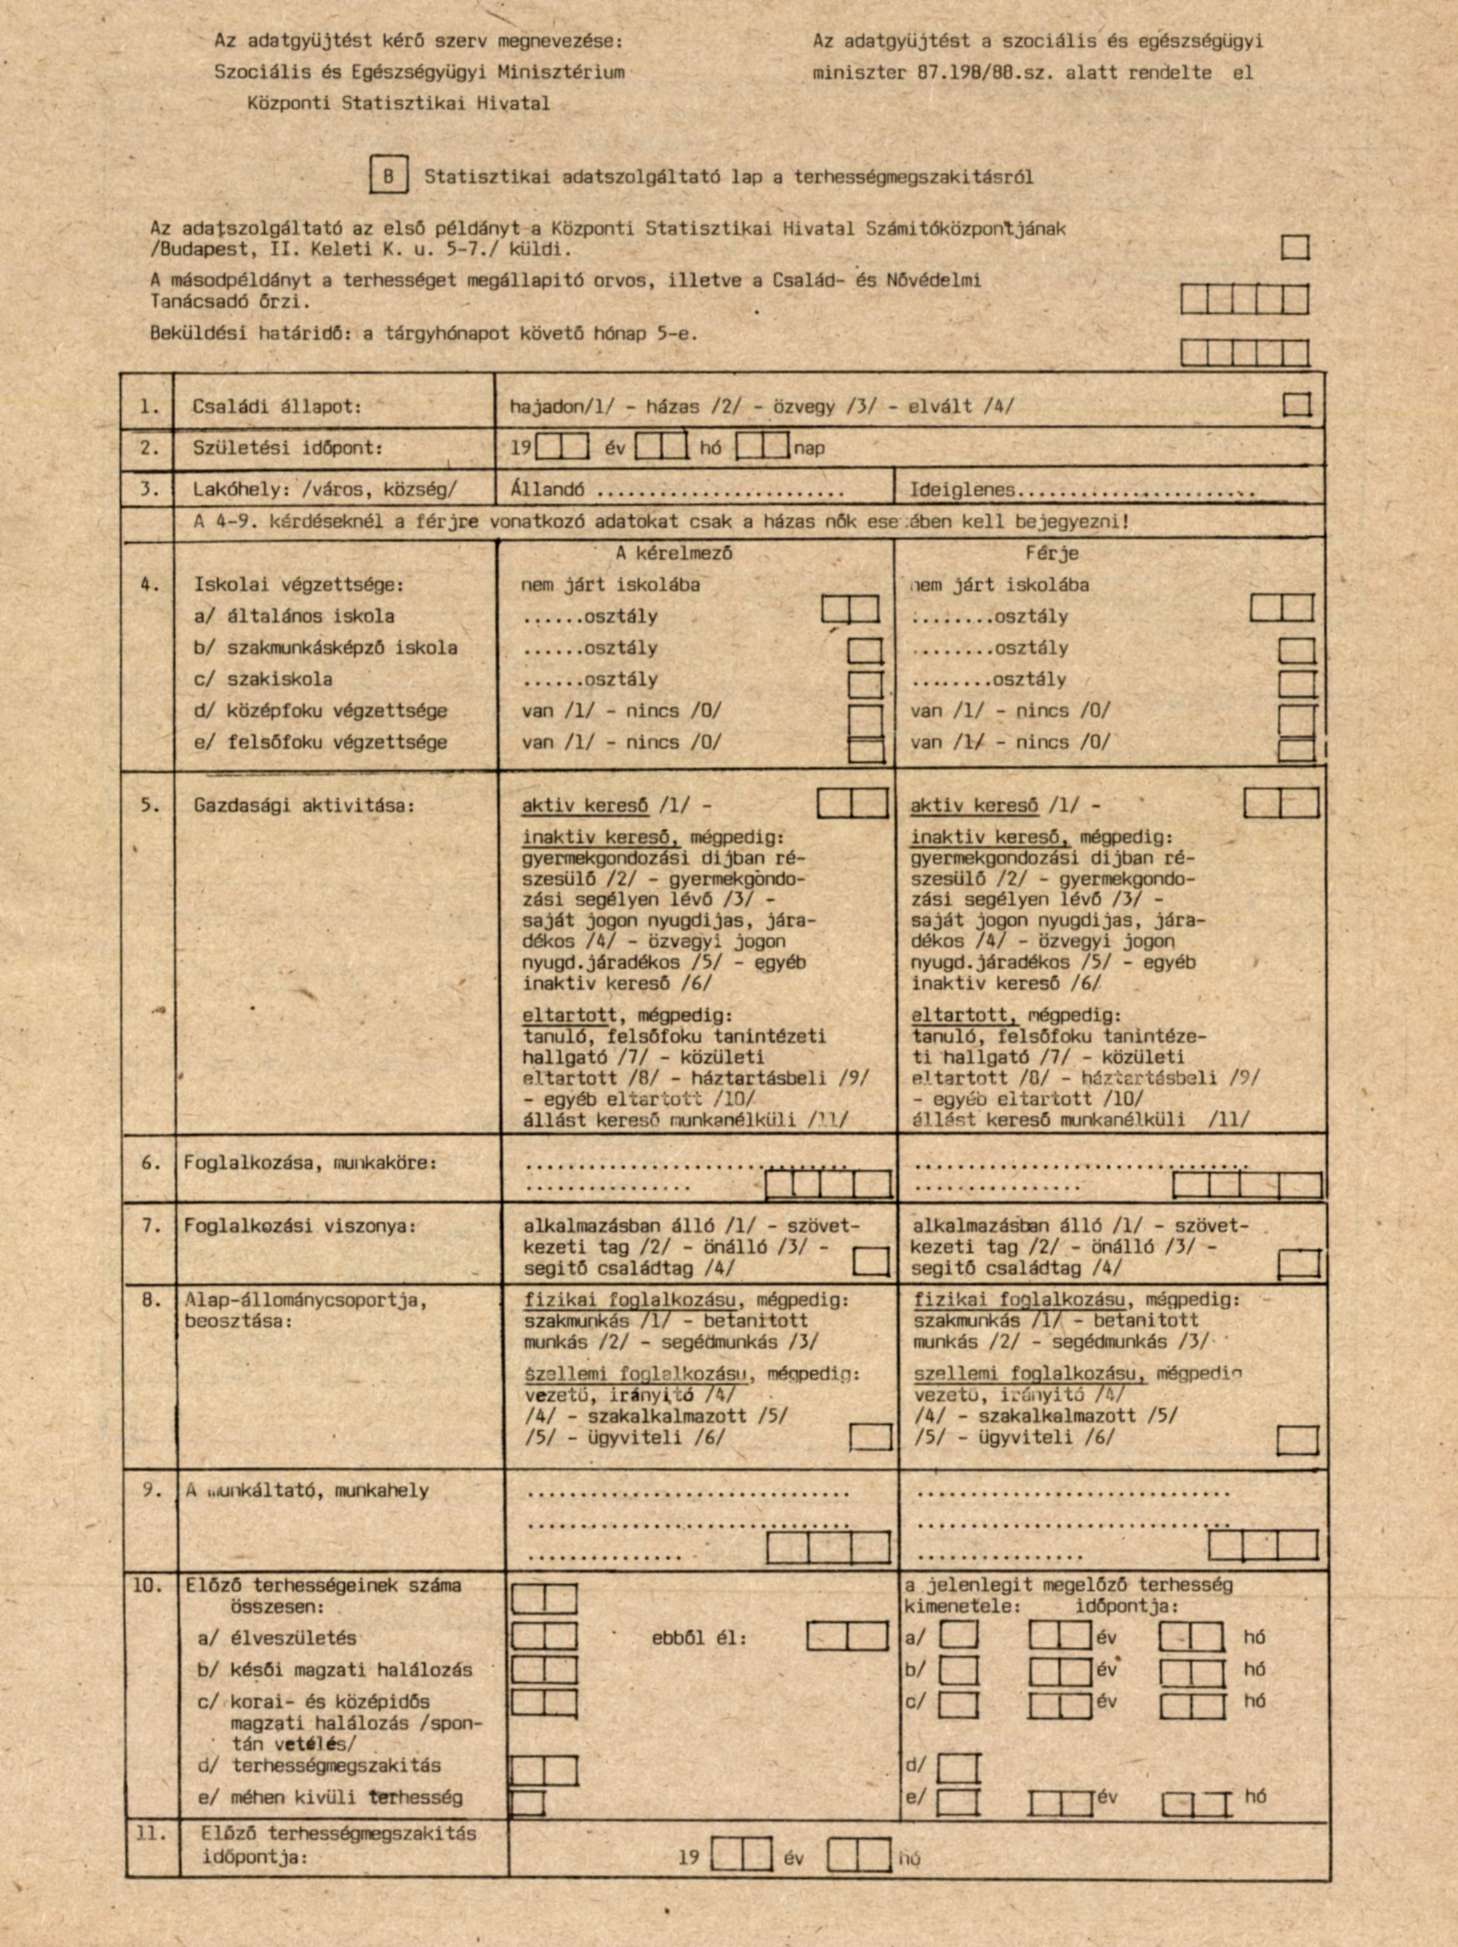 Az adatgyüjtést kérő szerv megnevezése:
Szociális és Egészségyügyi Minisztérium
Központi Statisztikai Hivatal
Az adatgyüjtést a szociális és egészségügyi
miniszter 87.198/88.sz. alatt rendelte el
B Statisztikai adatszolgáltató lap a terhességmegszakitásról
Az adatszolgáltató az első példányt a Központi Statisztikai Hivatal Számitóközpontjának
/Budapest, II. Keleti K. u. 5-7./ küldi.
A másodpéldányt a terhességet megállapitó orvos, illetve a Család- és Nővédelmi
Tanácsadó őrzi.
Beküldési határidő: a tárgyhónapot követő hónap 5-e.
1. Családi állapot: hajadon/1/ - házas /2/ - özvegy /3/ - elvált /4/
2. Születési időpont: 19 év hó nap
3. Lakóhely: /város, község/ Állandó ........................ Ideiglenes.......................
A 4-9. kérdéseknél a férjre vonatkozó adatokat csak a házas nők esetében kell bejegyezni!
A kérelmező Férje
4. Iskolai végzettsége: nem járt iskolába nem járt iskolába
a/ általános iskola ......osztály ........osztály
b/ szakmunkásképző iskola ......osztály ........osztály
c/ szakiskola ......osztály ........osztály
d/ középfoku végzettsége van /1/ - nincs /0/ van /1/ - nincs /0/
e/ felsőfoku végzettsége van /1/ - nincs /0/ van /1/ - nincs /0/
5. Gazdasági aktivitása:
aktiv kereső /1/ -
inaktiv kereső, mégpedig:
gyermekgondozási dijban ré-
szesülő /2/ - gyermekgondo-
zási segélyen lévő /3/ -
saját jogon nyugdijas, jára-
dékos /4/ - özvegyi jogon
nyugd.járadékos /5/ - egyéb
inaktiv kereső /6/
eltartott, mégpedig:
tanuló, felsőfoku tanintézeti
hallgató /7/ - közületi
eltartott /8/ - háztartásbeli /9/
- egyéb eltartott /10/
állást kereső munkanélküli /11/
aktiv kereső /1/ -
inaktiv kereső, mégpedig:
gyermekgondozási dijban ré-
szesülő /2/ - gyermekgondo-
zási segélyen lévő /3/ -
saját jogon nyugdijas, jára-
dékos /4/ - özvegyi jogon
nyugd.járadékos /5/ - egyéb
inaktiv kereső /6/
eltartott, mégpedig:
tanuló, felsőfoku tanintéze-
ti hallgató /7/ - közületi
eltartott /8/ - háztartásbeli /9/
- egyéb eltartott /10/
állást kereső munkanélküli /11/
6. Foglalkozása, munkaköre: ............................... ................................
................ ................
7. Foglalkozási viszonya:
alkalmazásban álló /1/ - szövet-
kezeti tag /2/ - önálló /3/ -
segitő családtag /4/
alkalmazásban álló /1/ - szövet-
kezeti tag /2/ - önálló /3/ -
segitő családtag /4/
8. Alap-állománycsoportja,
beosztása:
fizikai foglalkozásu, mégpedig:
szakmunkás /1/ - betanitott
munkás /2/ - segédmunkás /3/
szellemi foglalkozásu, mégpedig:
vezető, irányitó /4/
/4/ - szakalkalmazott /5/
/5/ - ügyviteli /6/
fizikai foglalkozásu, mégpedig:
szakmunkás /1/ - betanitott
munkás /2/ - segédmunkás /3/
szellemi foglalkozásu, mégpedig
vezető, irányitó /4/
/4/ - szakalkalmazott /5/
/5/ - ügyviteli /6/
9. A munkáltató, munkahely ............................... ..............................
............................... ..............................
............... ................
10. Előző terhességeinek száma
összesen:
a jelenlegit megelőző terhesség
kimenetele: időpontja:
a/ élveszületés ebből él: a/ év hó
b/ késői magzati halálozás b/ év hó
c/ korai- és középidős c/ év hó
magzati halálozás /spon-
tán vetélés/
d/ terhességmegszakitás d/
e/ méhen kivüli terhesség e/ év hó
11. Előző terhességmegszakitás
időpontja: 19 év hó